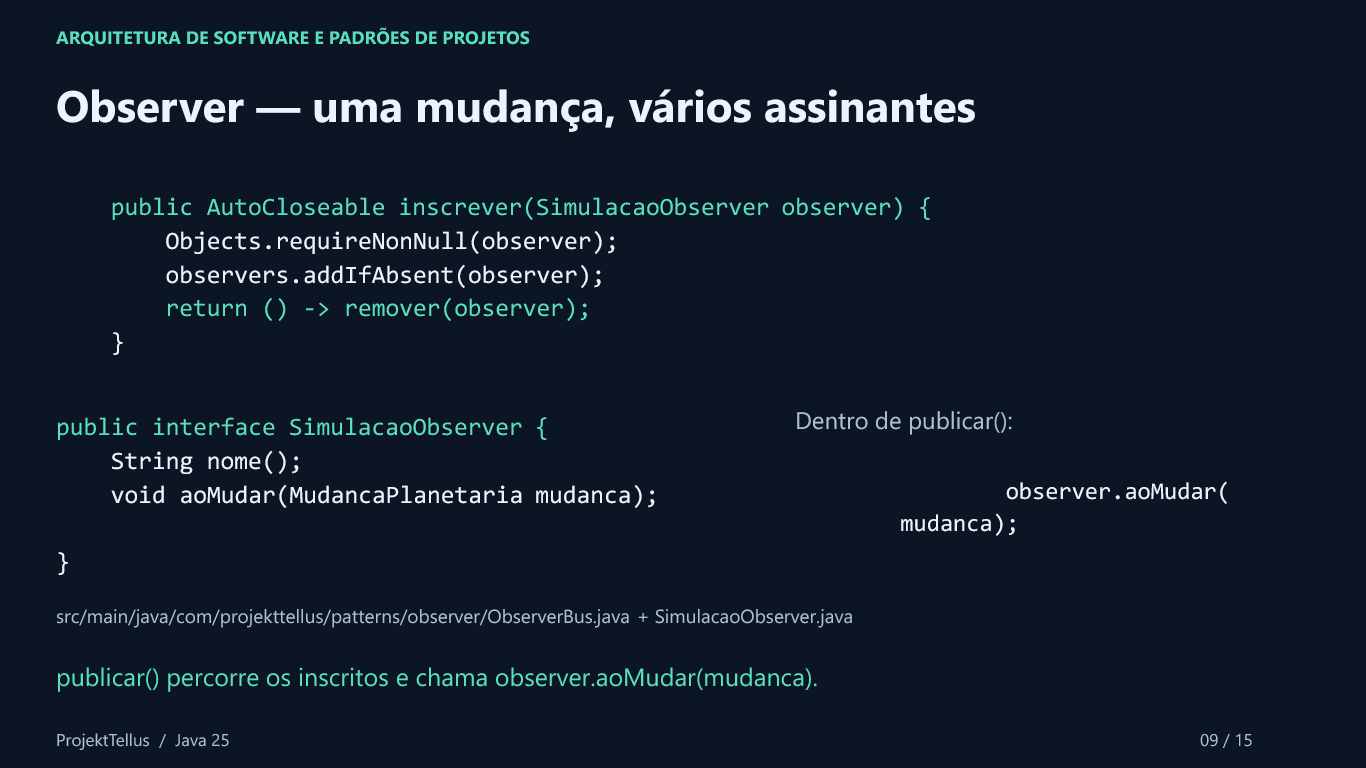 ARQUITETURA DE SOFTWARE E PADRÕES DE PROJETOS
Observer — uma mudança, vários assinantes
public AutoCloseable inscrever(SimulacaoObserver observer) {
Objects.requireNonNull(observer);
observers.addIfAbsent(observer);
return () -> remover(observer);
}
public interface SimulacaoObserver {
String nome();
void aoMudar(MudancaPlanetaria mudanca);
}
Dentro de publicar():
observer.aoMudar(
mudanca);
src/main/java/com/projekttellus/patterns/observer/ObserverBus.java + SimulacaoObserver.java
publicar() percorre os inscritos e chama observer.aoMudar(mudanca).
ProjektTellus / Java 25
09 / 15